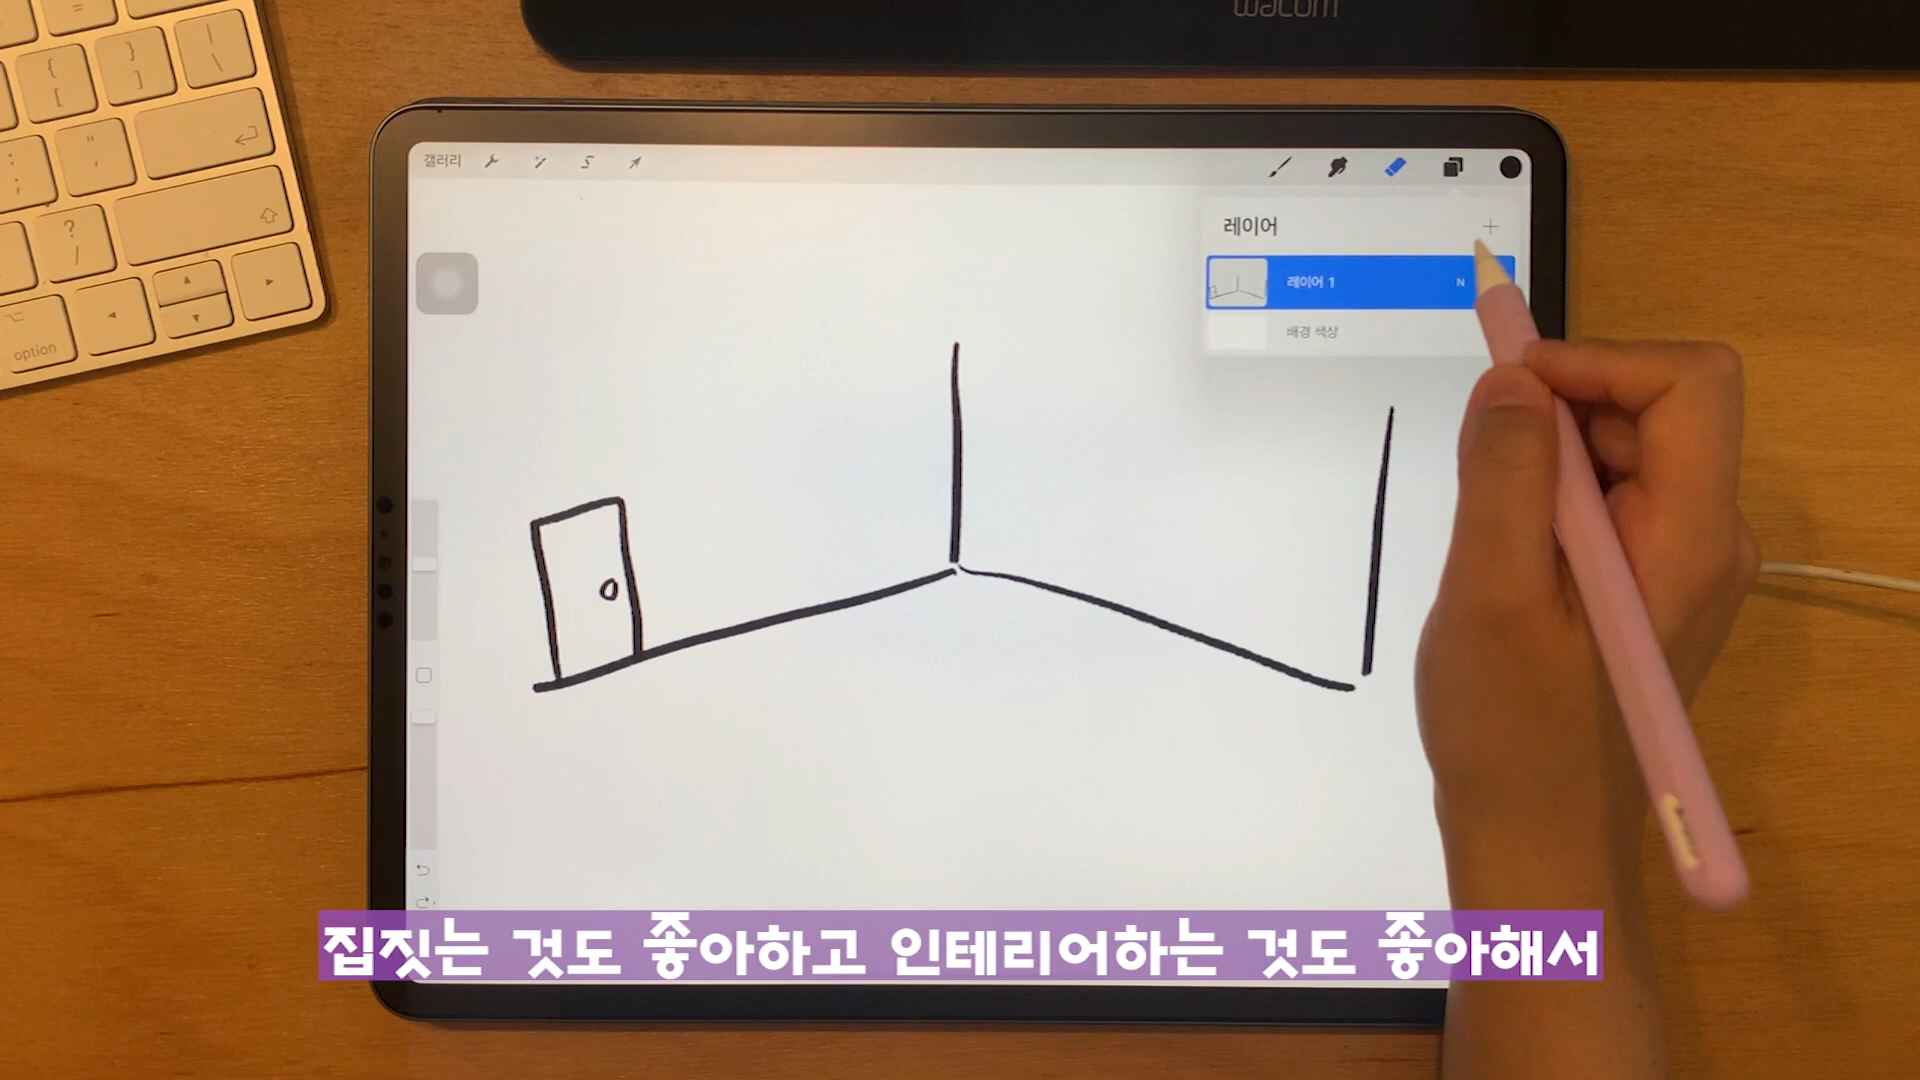 wacom
{
[
}
]
|
\
:
;
"
,
?
/
option
갤러리
레이어
레이어 1 N
배경 색상
집짓는 것도 좋아하고 인테리어하는 것도 좋아해서